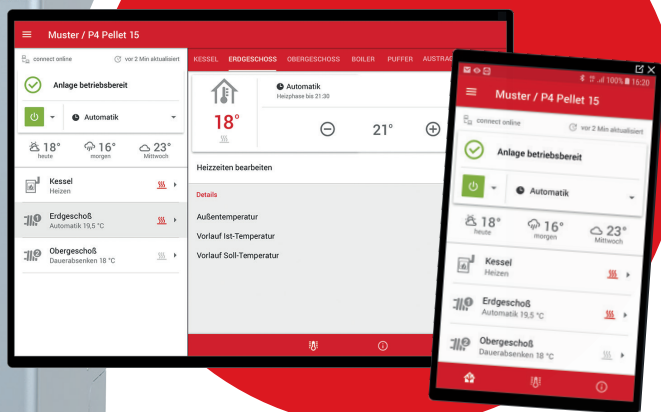 Muster / P4 Pellet 15
connect online
vor 2 Min aktualisiert
Anlage betriebsbereit
Automatik
18°
heute
16°
morgen
23°
Mittwoch
Kessel
Heizen
Erdgeschoß
Automatik 19,5 °C
Obergeschoß
Dauerabsenken 18 °C
KESSEL
ERDGESCHOSS
OBERGESCHOSS
BOILER
PUFFER
18°
Automatik
Heizphase bis 21:30
21°
Heizzeiten bearbeiten
Details
Außentemperatur
Vorlauf Ist-Temperatur
Vorlauf Soll-Temperatur
100% 16:20
Muster / P4 Pellet 15
connect online
vor 2 Min aktualisiert
Anlage betriebsbereit
Automatik
18°
heute
16°
morgen
23°
Mittwoch
Kessel
Heizen
Erdgeschoß
Automatik 19,5 °C
Obergeschoß
Dauerabsenken 18 °C